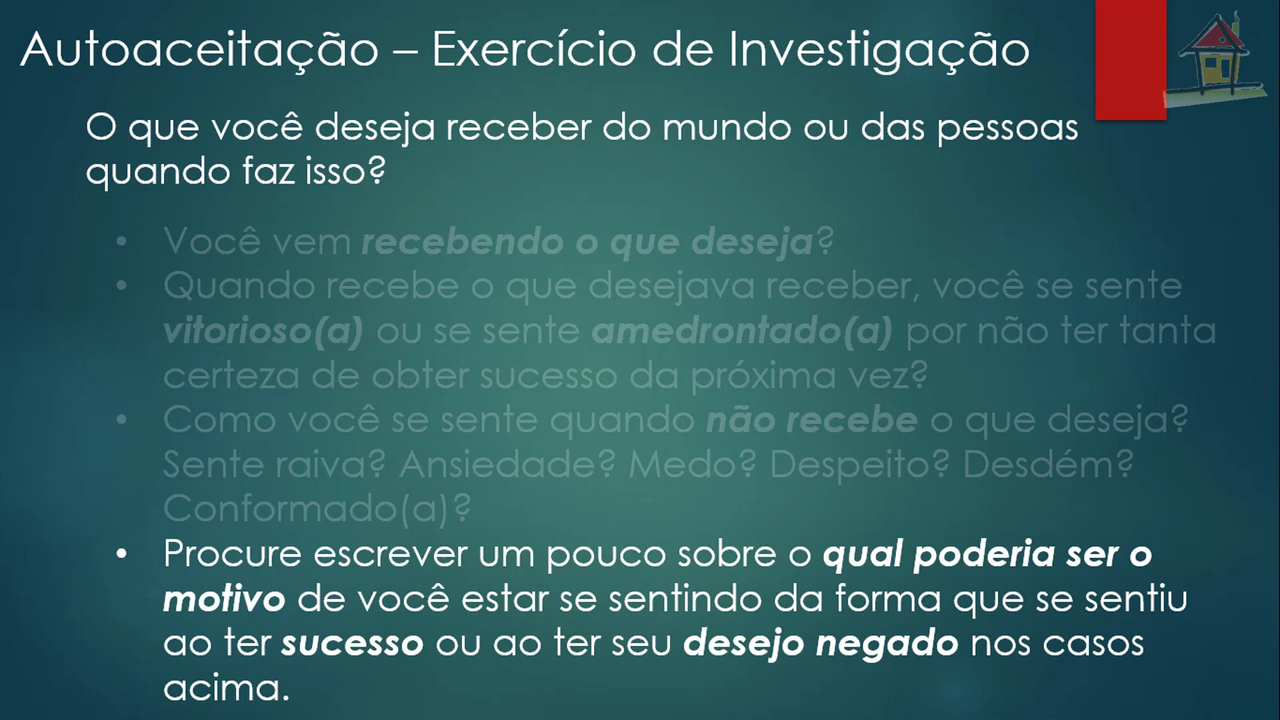 Autoaceitação – Exercício de Investigação
O que você deseja receber do mundo ou das pessoas
quando faz isso?
• Você vem recebendo o que deseja?
• Quando recebe o que desejava receber, você se sente
vitorioso(a) ou se sente amedrontado(a) por não ter tanta
certeza de obter sucesso da próxima vez?
• Como você se sente quando não recebe o que deseja?
Sente raiva? Ansiedade? Medo? Despeito? Desdém?
Conformado(a)?
• Procure escrever um pouco sobre o qual poderia ser o
motivo de você estar se sentindo da forma que se sentiu
ao ter sucesso ou ao ter seu desejo negado nos casos
acima.